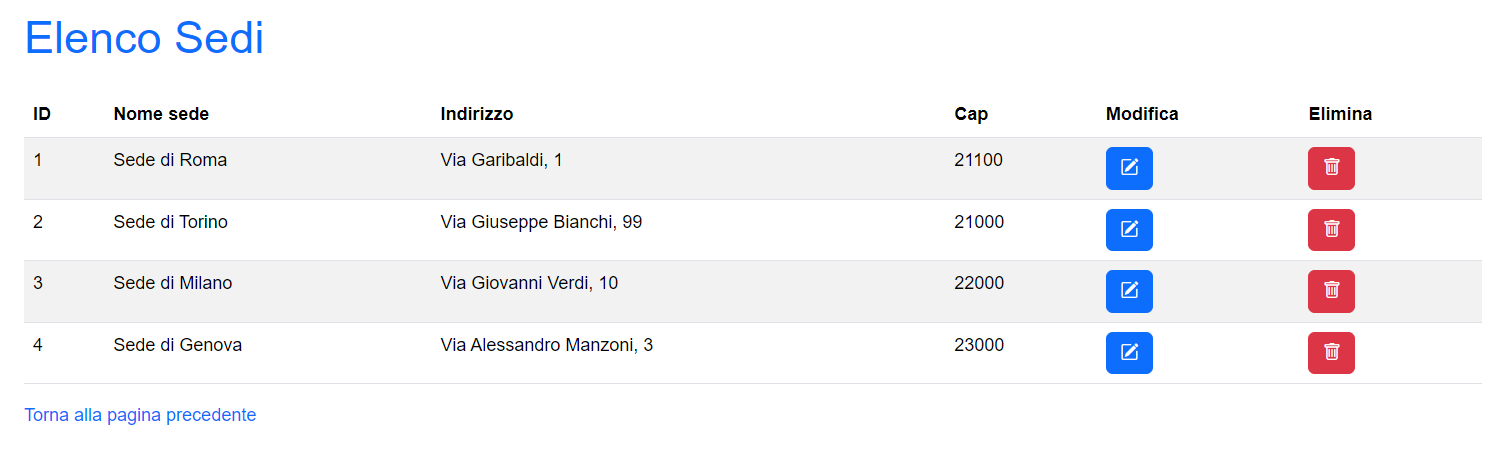 Elenco Sedi
ID Nome sede Indirizzo Cap Modifica Elimina
1 Sede di Roma Via Garibaldi, 1 21100
2 Sede di Torino Via Giuseppe Bianchi, 99 21000
3 Sede di Milano Via Giovanni Verdi, 10 22000
4 Sede di Genova Via Alessandro Manzoni, 3 23000
Torna alla pagina precedente